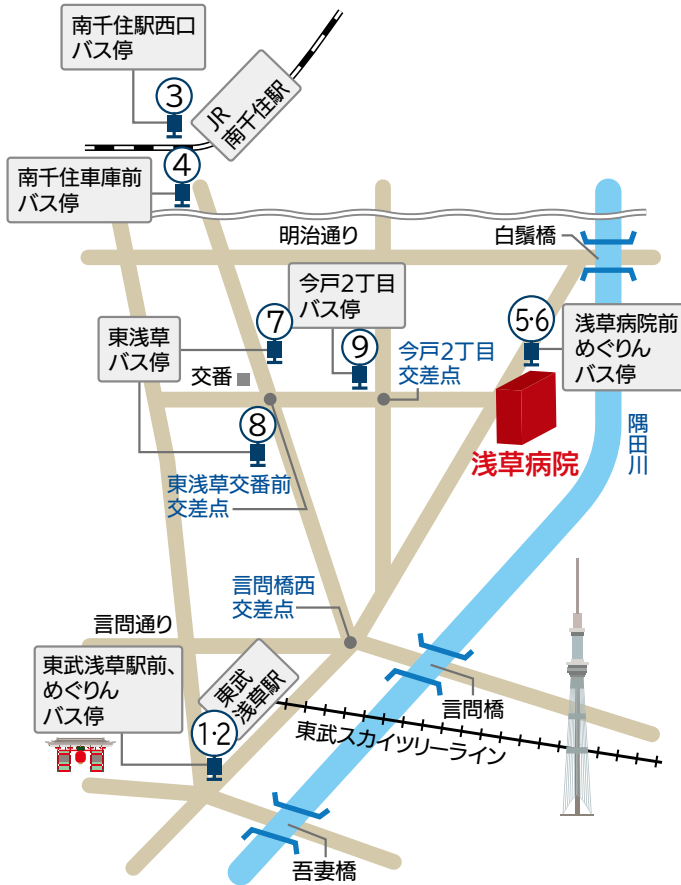 南千住駅西口
バス停
③
JR
南千住駅
④
南千住車庫前
バス停
明治通り
白鬚橋
今戸2丁目
バス停
⑦
⑨
5·6
浅草病院前
めぐりん
バス停
東浅草
バス停
今戸2丁目
交差点
交番
⑧
隅田川
浅草病院
東浅草交番前
交差点
言問橋西
交差点
言問通り
東武浅草駅前、
めぐりん
バス停
東武
浅草駅
1·2
言問橋
東武スカイツリーライン
吾妻橋